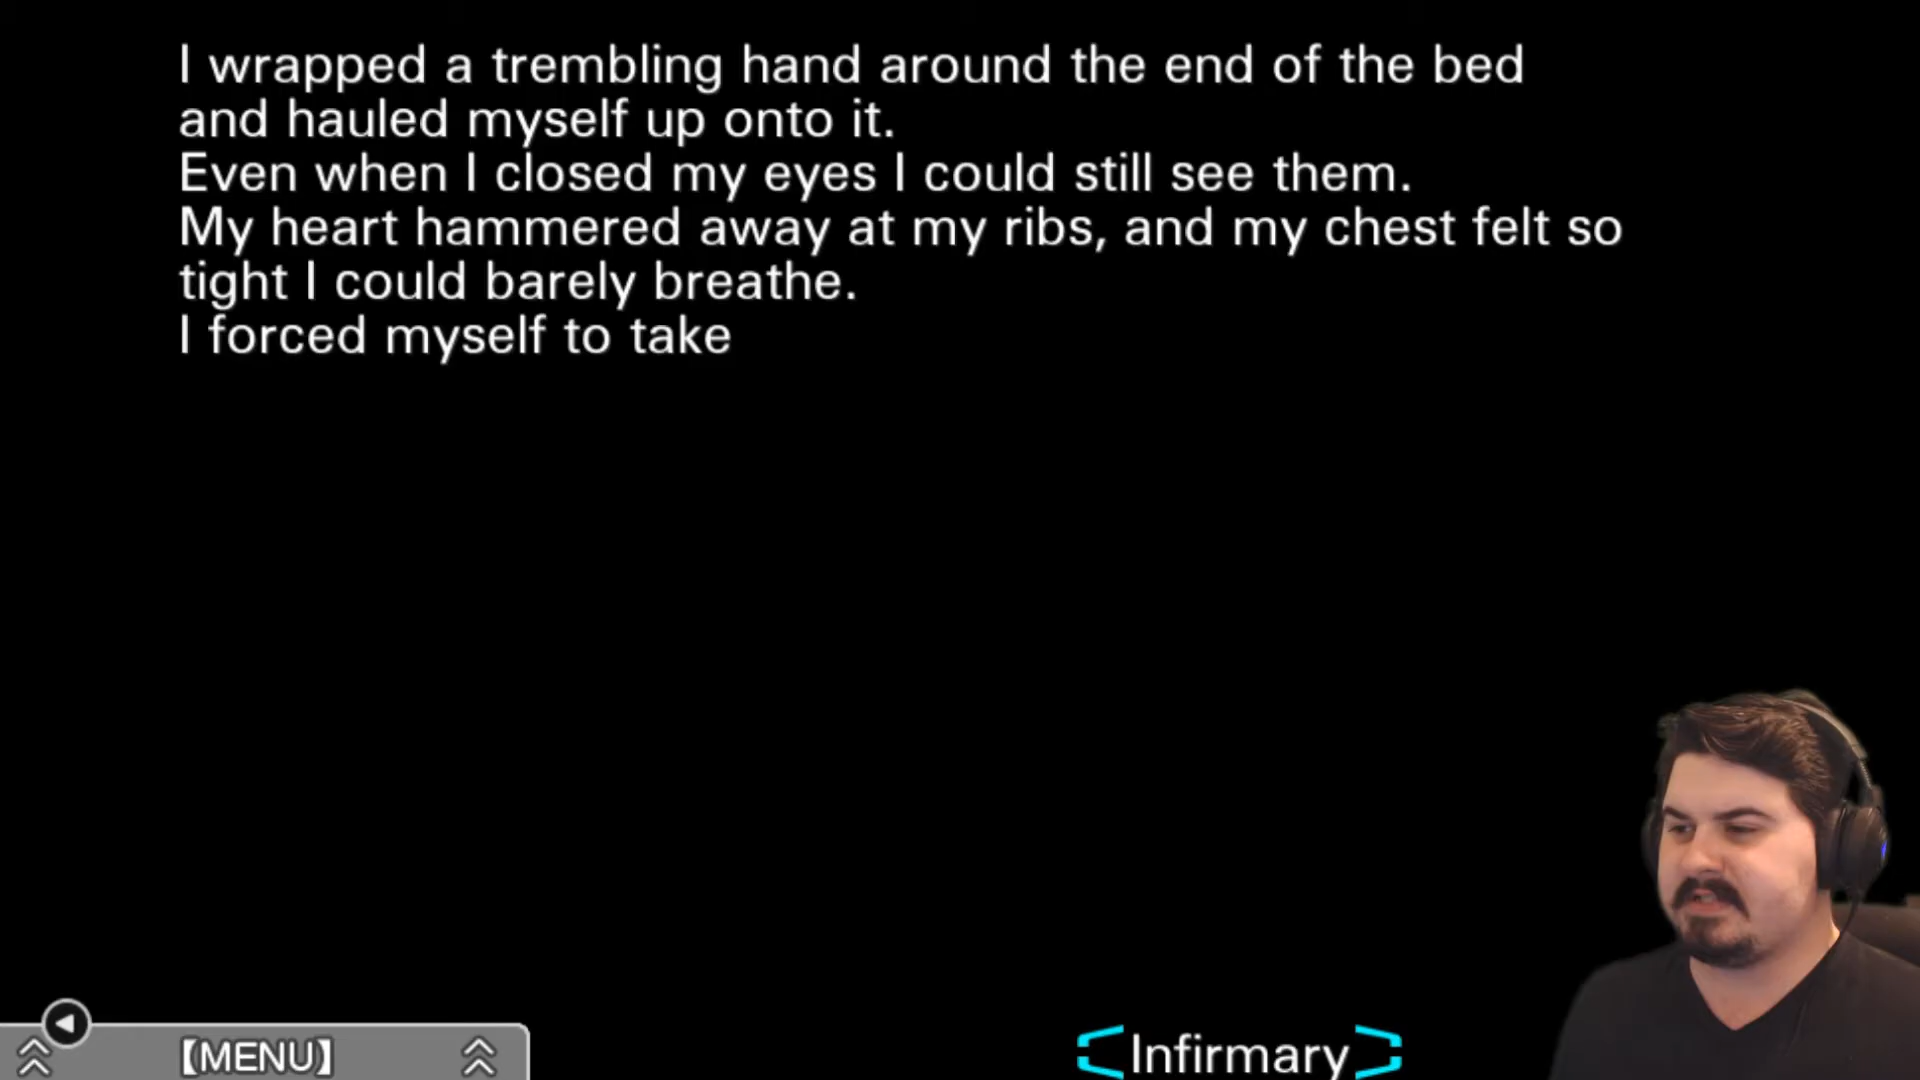 I wrapped a trembling hand around the end of the bed
and hauled myself up onto it.
Even when I closed my eyes I could still see them.
My heart hammered away at my ribs, and my chest felt so
tight I could barely breathe.
I forced myself to take
【MENU】
Infirmary